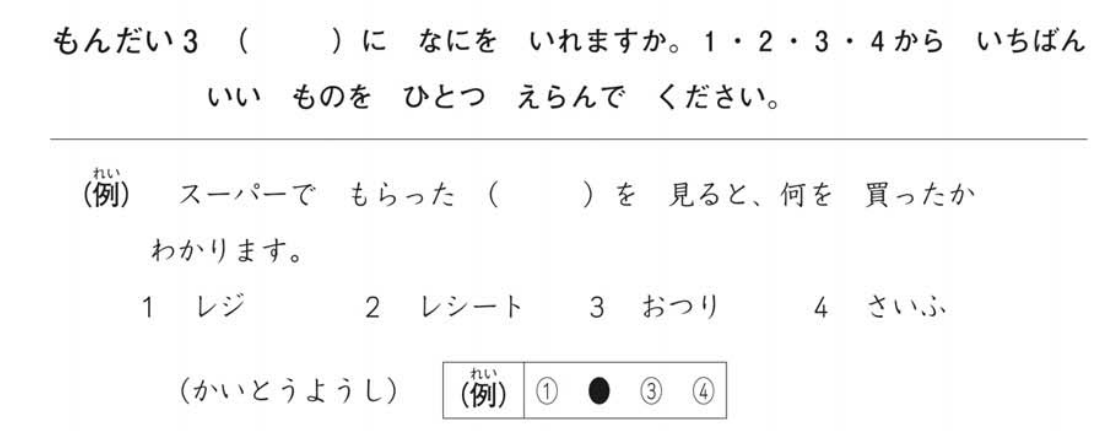 もんだい3 (　　　)に なにを いれますか。1・2・3・4から いちばん
いい ものを ひとつ えらんで ください。
れい
(例) スーパーで もらった (　　　)を 見ると、何を 買ったか
わかります。
1 レジ 2 レシート 3 おつり 4 さいふ
れい
(かいとうようし) (例) ① ● ③ ④